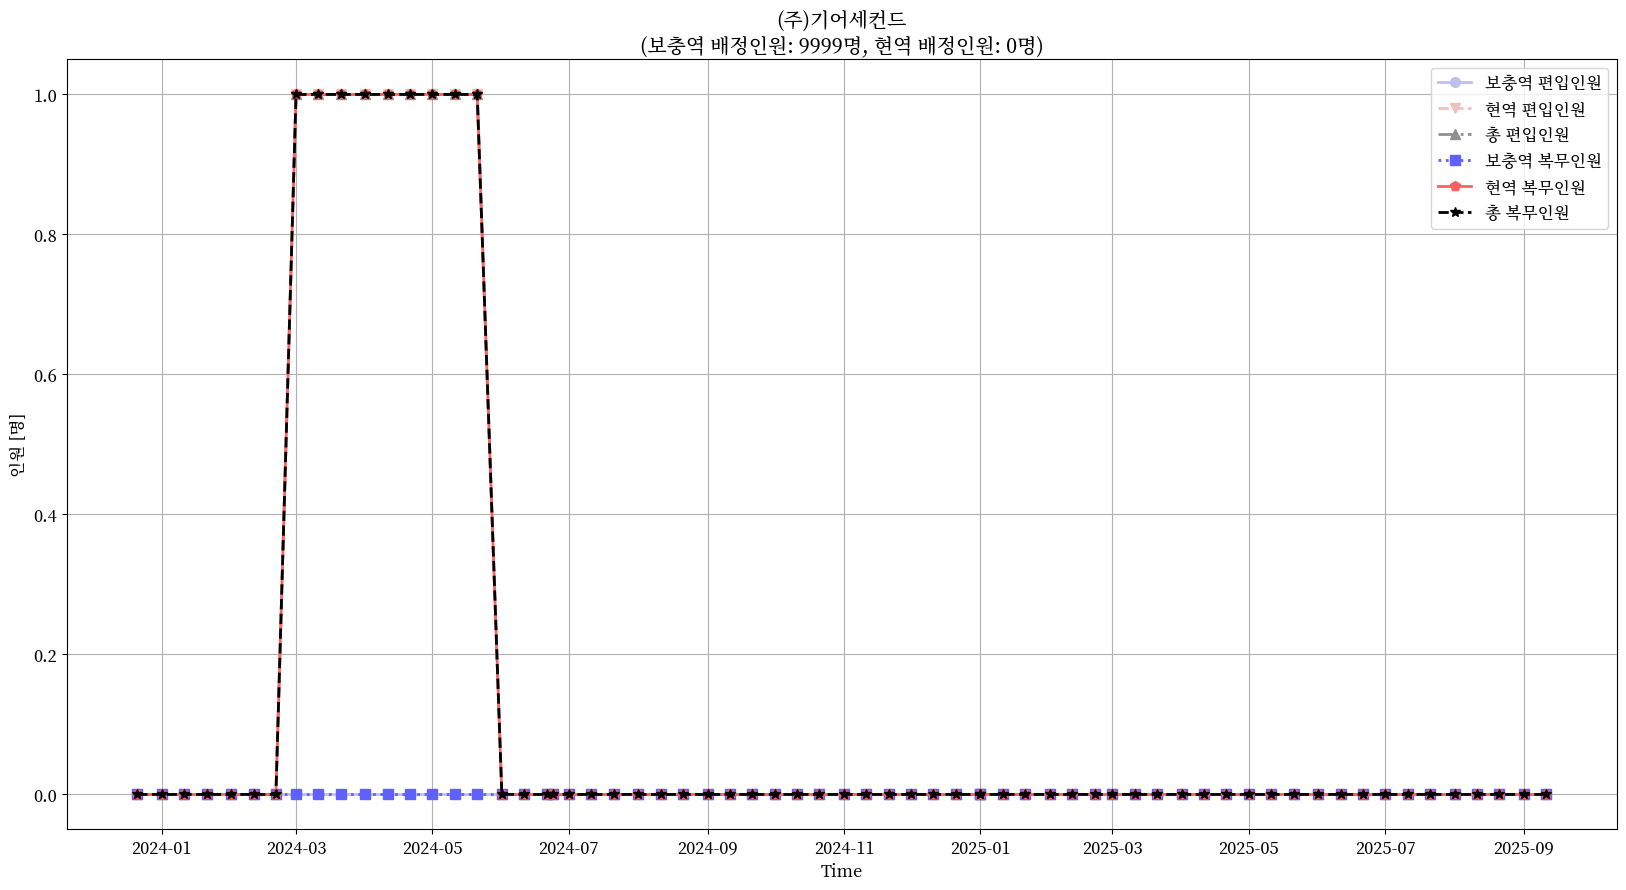 (주)기어세컨드
(보충역 배정인원: 9999명, 현역 배정인원: 0명)
보충역 편입인원
현역 편입인원
총 편입인원
보충역 복무인원
현역 복무인원
총 복무인원
인원 [명]
1.0
0.8
0.6
0.4
0.2
0.0
2024-01 2024-03 2024-05 2024-07 2024-09 2024-11 2025-01 2025-03 2025-05 2025-07 2025-09
Time